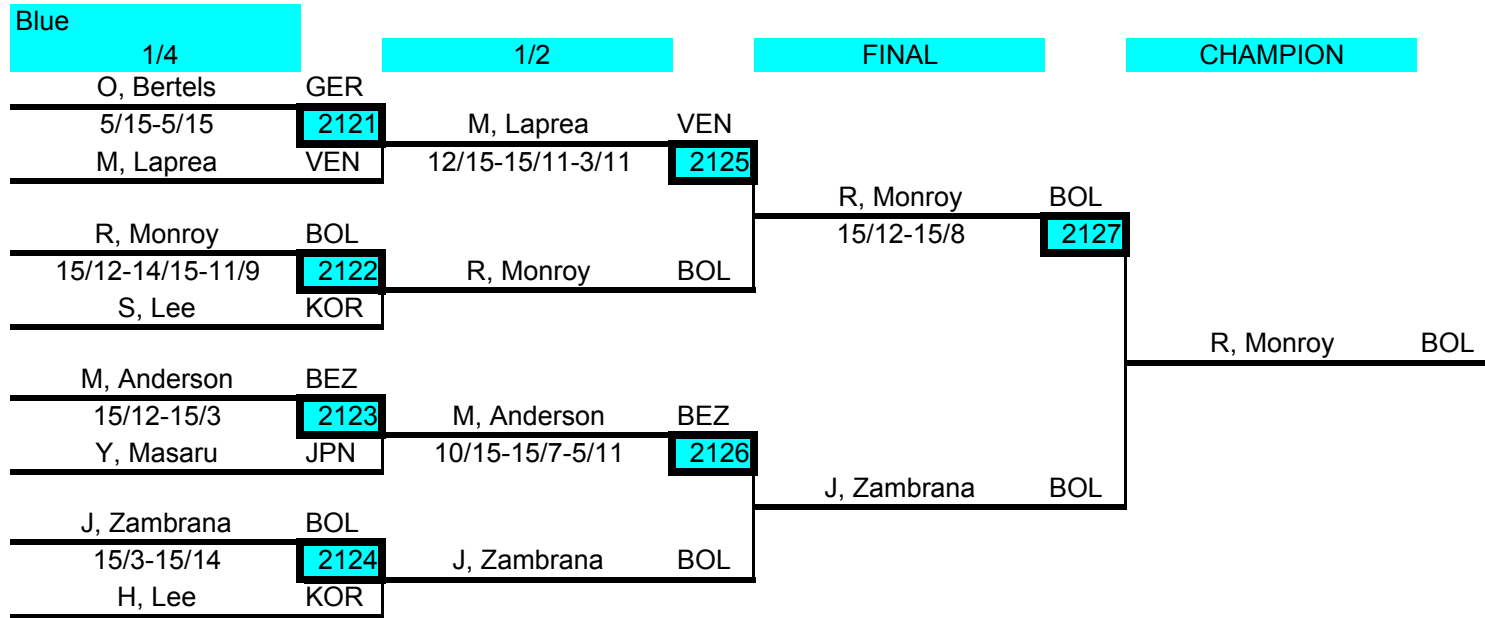 Blue
1/4 1/2 FINAL CHAMPION
O, Bertels GER
5/15-5/15 2121 M, Laprea VEN
M, Laprea VEN 12/15-15/11-3/11 2125
R, Monroy BOL
R, Monroy BOL 15/12-15/8 2127
15/12-14/15-11/9 2122 R, Monroy BOL
S, Lee KOR
R, Monroy BOL
M, Anderson BEZ
15/12-15/3 2123 M, Anderson BEZ
Y, Masaru JPN 10/15-15/7-5/11 2126
J, Zambrana BOL
J, Zambrana BOL
15/3-15/14 2124 J, Zambrana BOL
H, Lee KOR